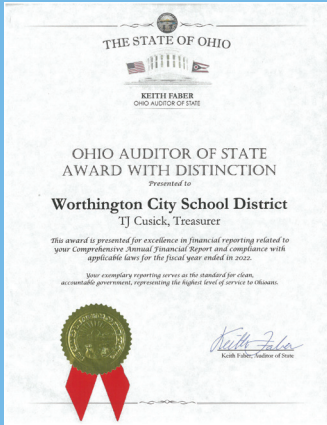 THE STATE OF OHIO
KEITH FABER
OHIO AUDITOR OF STATE
OHIO AUDITOR OF STATE
AWARD WITH DISTINCTION
Presented to
Worthington City School District
TJ Cusick, Treasurer
This award is presented for excellence in financial reporting related to
your Comprehensive Annual Financial Report and compliance with
applicable laws for the fiscal year ended in 2022.
Your exemplary reporting serves as the standard for clean,
accountable government, representing the highest level of service to Ohioans.
Keith Faber
Keith Faber, Auditor of State